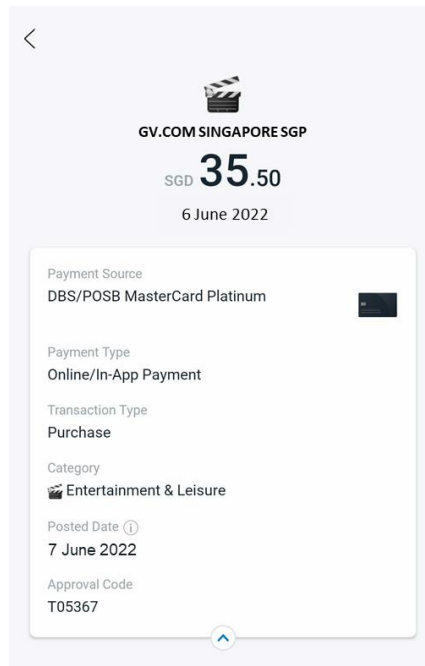 GV.COM SINGAPORE SGP
SGD 35.50
6 June 2022
Payment Source
DBS/POSB MasterCard Platinum
Payment Type
Online/In-App Payment
Transaction Type
Purchase
Category
Entertainment & Leisure
Posted Date
7 June 2022
Approval Code
T05367